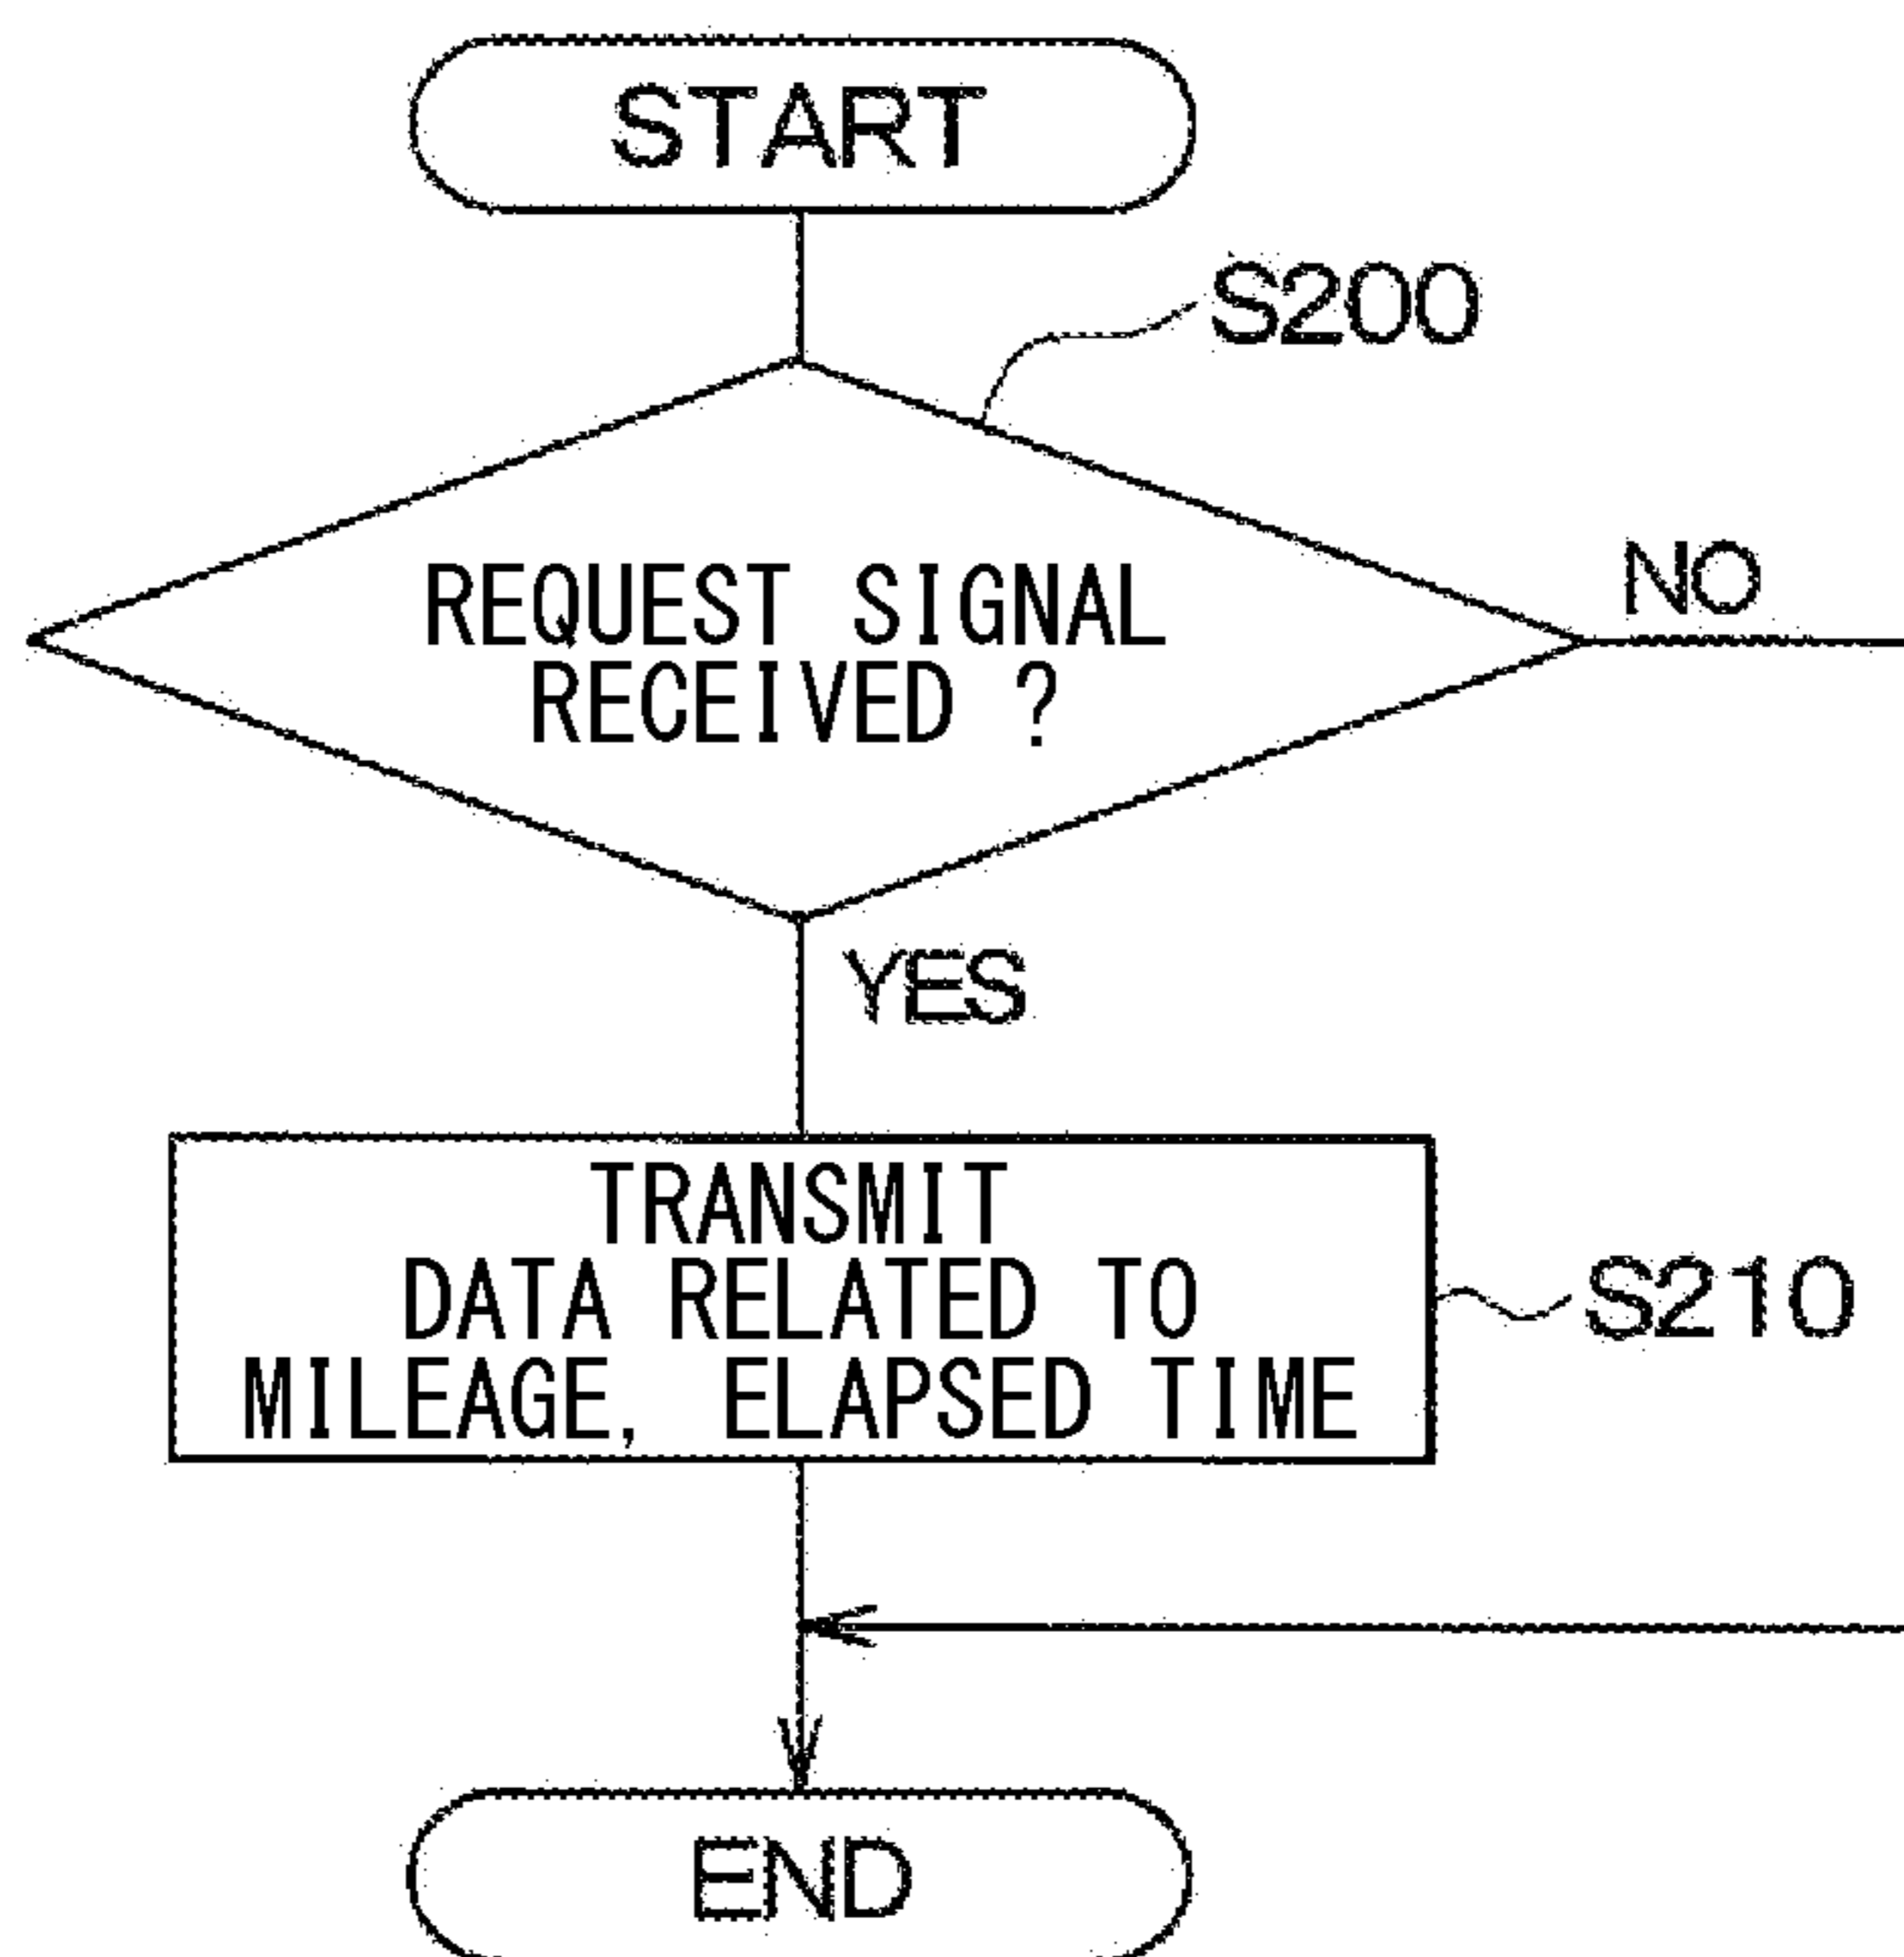 START
S200
REQUEST SIGNAL
RECEIVED ?
NO
YES
TRANSMIT
DATA RELATED TO
MILEAGE, ELAPSED TIME
S210
END